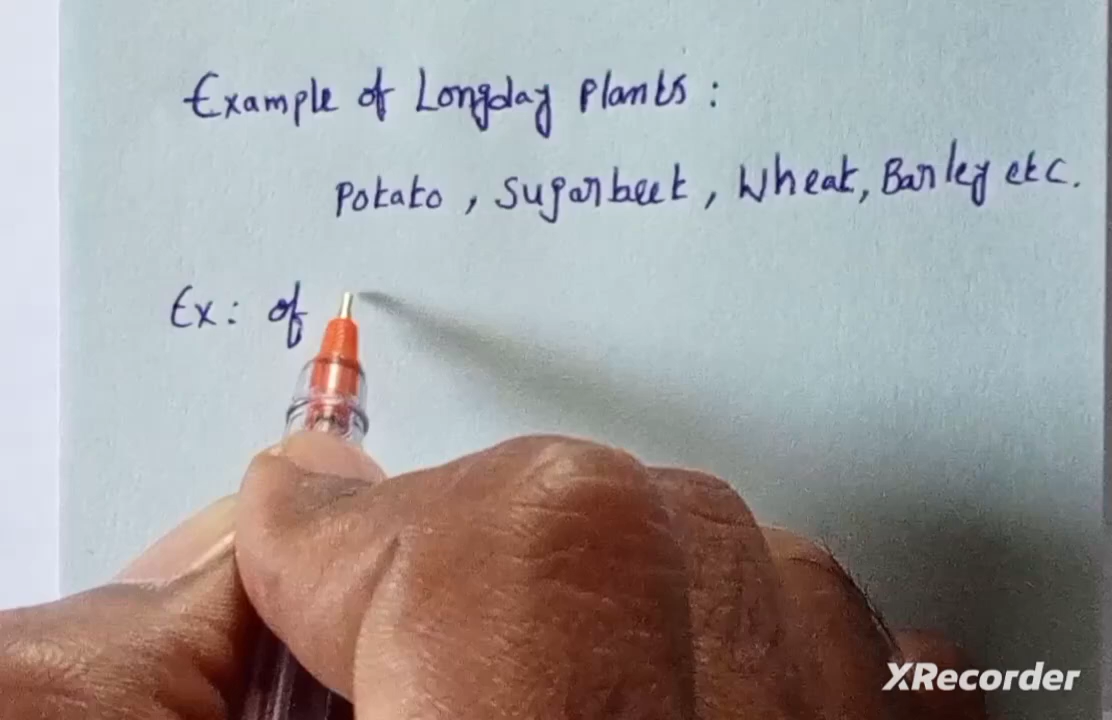 Example of Longday plants :
Potato , Sugarbeet , Wheat, Barley etc.
Ex : of
XRecorder